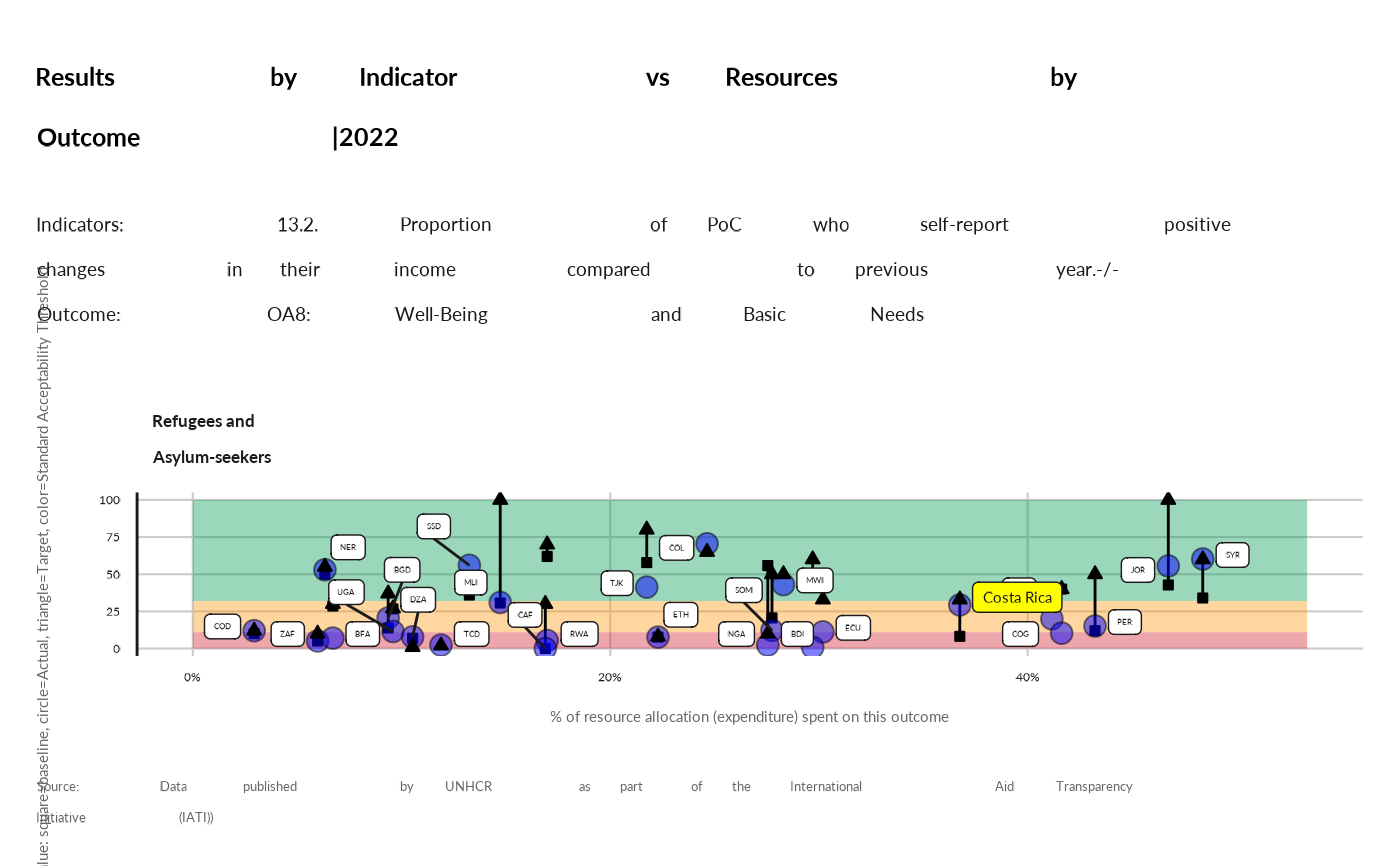 Results by Indicator vs Resources by
Outcome |2022
Indicators: 13.2. Proportion of PoC who self-report positive
changes in their income compared to previous year.-/-
Outcome: OA8: Well-Being and Basic Needs
Refugees and
Asylum-seekers
lue: square=baseline, circle=Actual, triangle=Target, color=Standard Acceptability Threshold
100
75
50
25
0
SSD
NER
COL
BGD
MLI
TJK
MWI
JOR
SYR
UGA
DZA
SOM
Costa Rica
CAF
ETH
COD
ZAF
BFA
TCD
RWA
NGA
BDI
ECU
COG
PER
0%
20%
40%
% of resource allocation (expenditure) spent on this outcome
Source: Data published by UNHCR as part of the International Aid Transparency
Initiative (IATI))